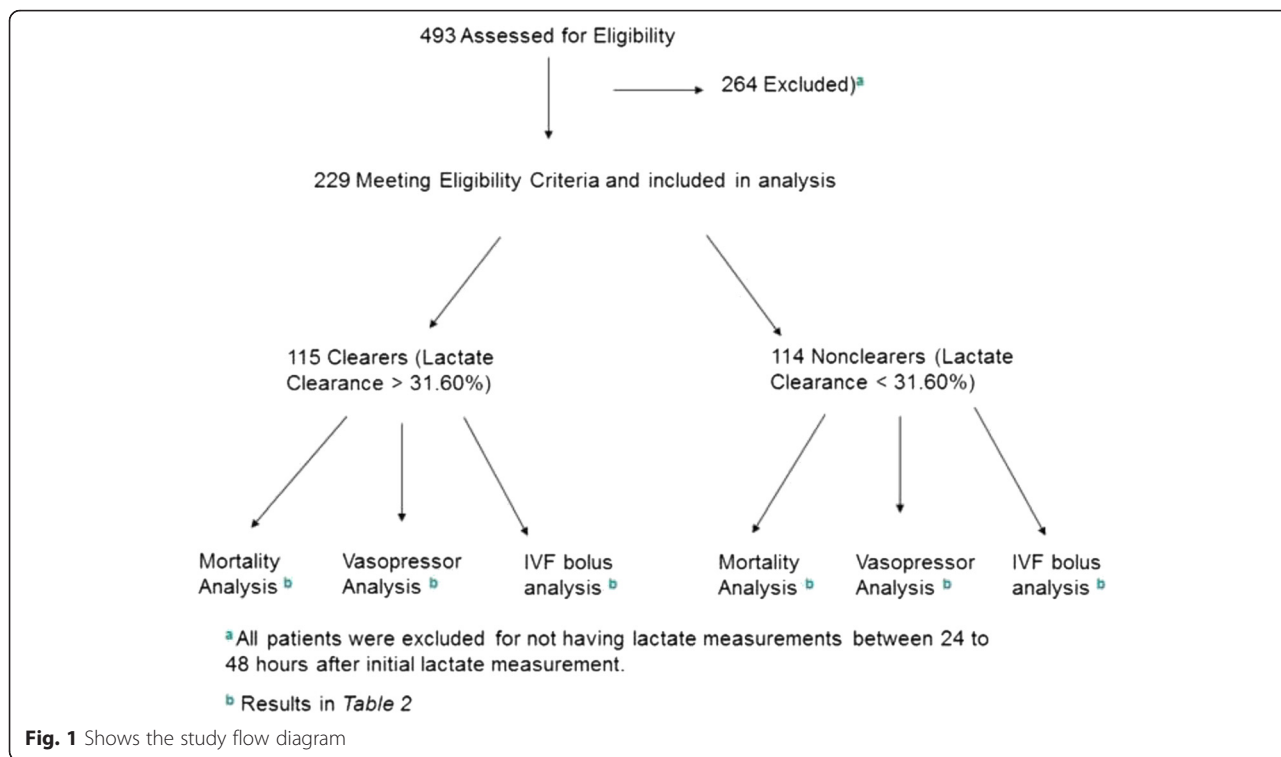 493 Assessed for Eligibility
264 Excluded)a
229 Meeting Eligibility Criteria and included in analysis
115 Clearers (Lactate
Clearance > 31.60%)
114 Nonclearers (Lactate
Clearance < 31.60%)
Mortality
Analysis b
Vasopressor
Analysis b
IVF bolus
analysis b
Mortality
Analysis b
Vasopressor
Analysis b
IVF bolus
analysis b
a All patients were excluded for not having lactate measurements between 24 to
48 hours after initial lactate measurement.
b Results in Table 2
Fig. 1 Shows the study flow diagram